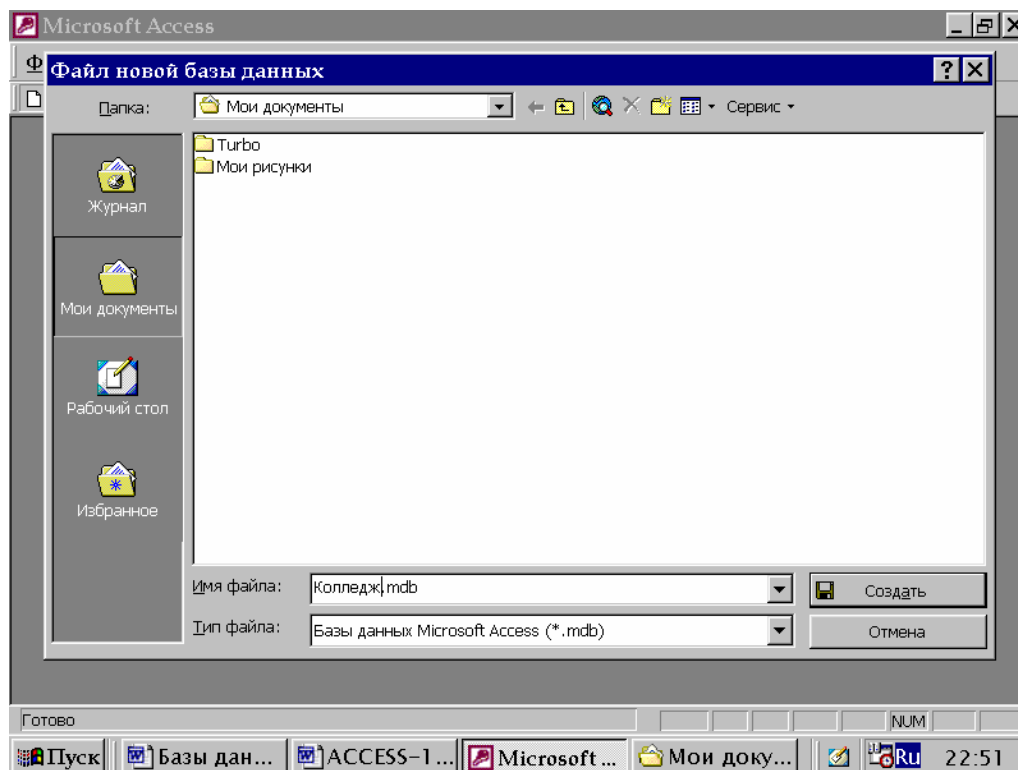 Microsoft Access
Ф
Файл новой базы данных
Папка:
Мои документы
Сервис
Turbo
Мои рисунки
Журнал
Мои документы
Рабочий стол
Избранное
Имя файла:
Колледж.mdb
Создать
Тип файла:
Базы данных Microsoft Access (*.mdb)
Отмена
Готово
NUM
Пуск
Базы дан...
ACCESS-1...
Microsoft ...
Мои доку...
Ru
22:51